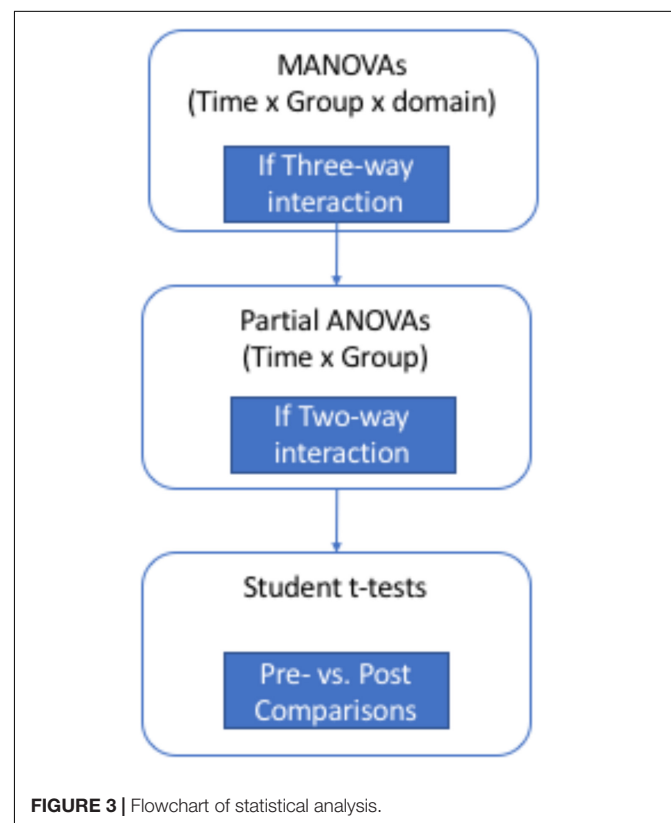 MANOVAs
(Time x Group x domain)
If Three-way
interaction
Partial ANOVAs
(Time x Group)
If Two-way
interaction
Student t-tests
Pre- vs. Post
Comparisons
FIGURE 3 | Flowchart of statistical analysis.